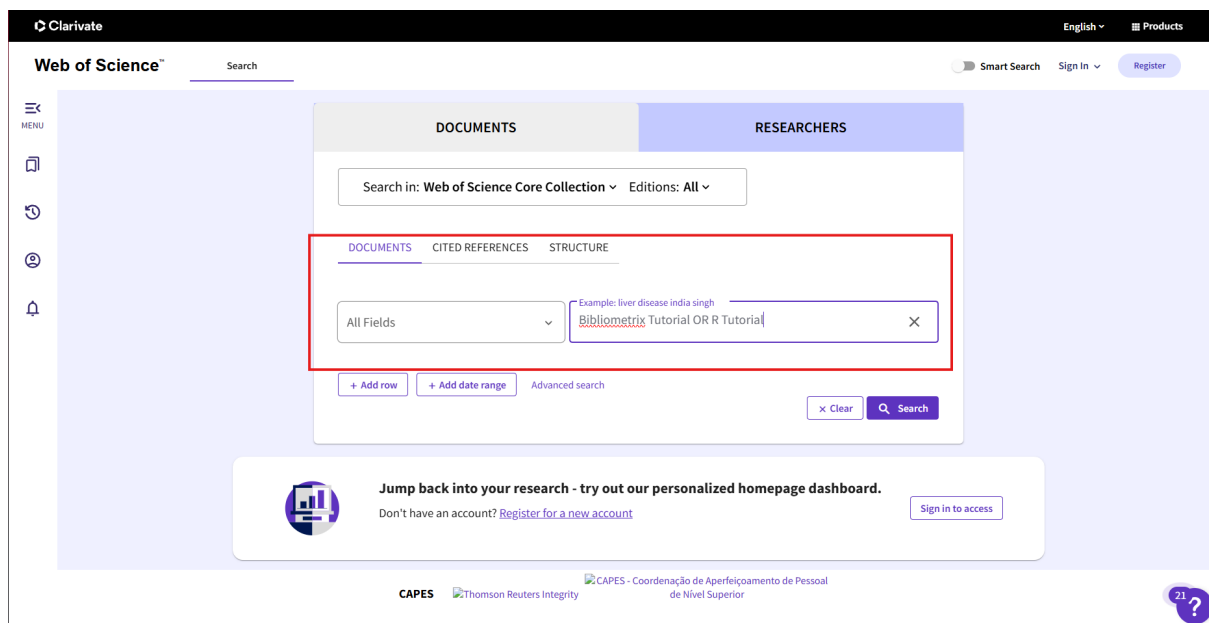 Clarivate
English
Products
Web of Science™
Search
Smart Search
Sign In
Register
MENU
DOCUMENTS
RESEARCHERS
Search in: Web of Science Core Collection Editions: All
DOCUMENTS CITED REFERENCES STRUCTURE
Example: liver disease india singh
All Fields
Bibliometrix Tutorial OR R Tutorial
+ Add row
+ Add date range
Advanced search
× Clear
Search
Jump back into your research - try out our personalized homepage dashboard.
Don't have an account? Register for a new account
Sign in to access
CAPES
Thomson Reuters Integrity
CAPES - Coordenação de Aperfeiçoamento de Pessoal
de Nível Superior
21
?